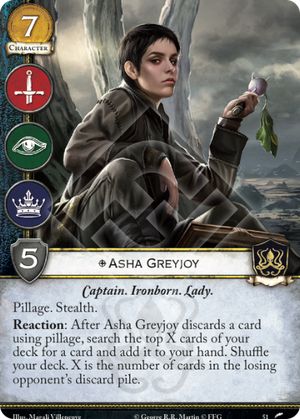 7
Character
5
Asha Greyjoy
Captain. Ironborn. Lady.
Pillage. Stealth.
Reaction: After Asha Greyjoy discards a card
using pillage, search the top X cards of your
deck for a card and add it to your hand. Shuffle
your deck. X is the number of cards in the losing
opponent's discard pile.
Illus. Magali Villeneuve
© George R.R. Martin © FFG
51